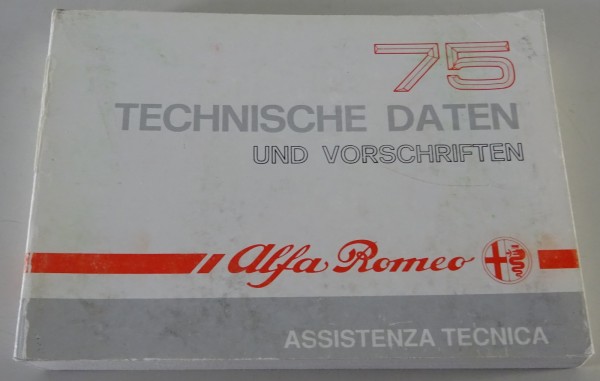 75
TECHNISCHE DATEN
UND VORSCHRIFTEN
Alfa Romeo
ASSISTENZA TECNICA